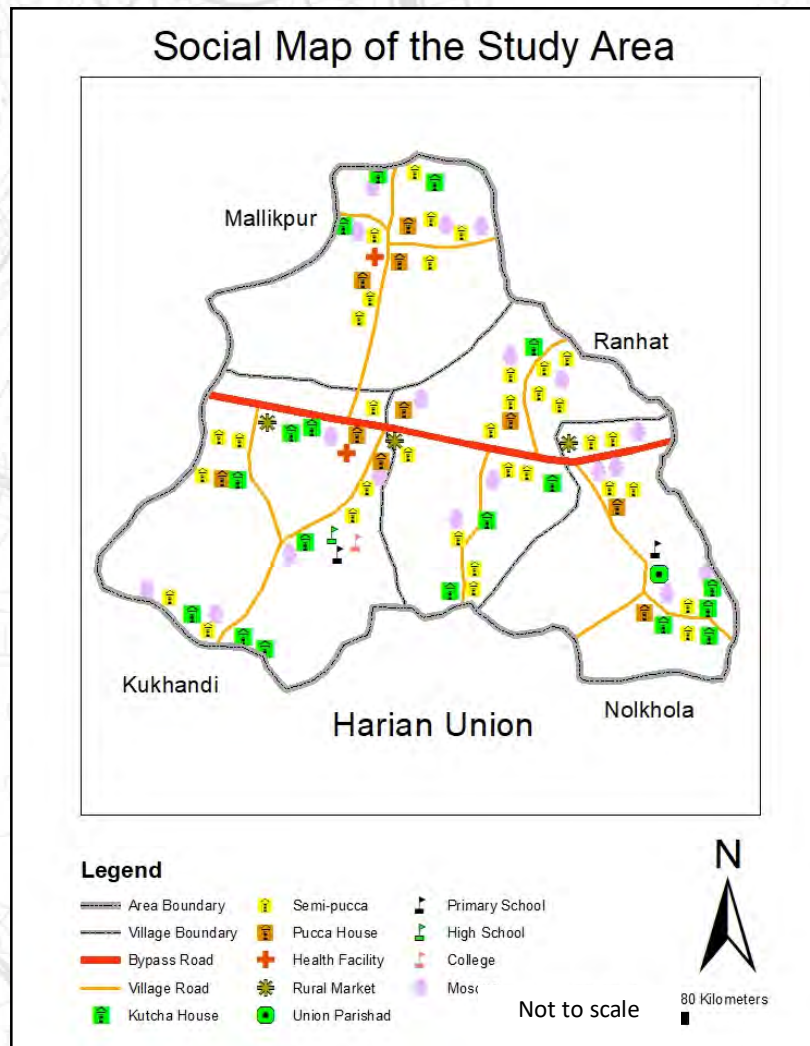 Social Map of the Study Area
Mallikpur
Ranhat
Kukhandi
Nolkhola
Harian Union
Legend
Area Boundary
Village Boundary
Bypass Road
Village Road
Kutcha House
Semi-pucca
Pucca House
Health Facility
Rural Market
Union Parishad
Primary School
High School
College
Mosc
Not to scale
N
80 Kilometers